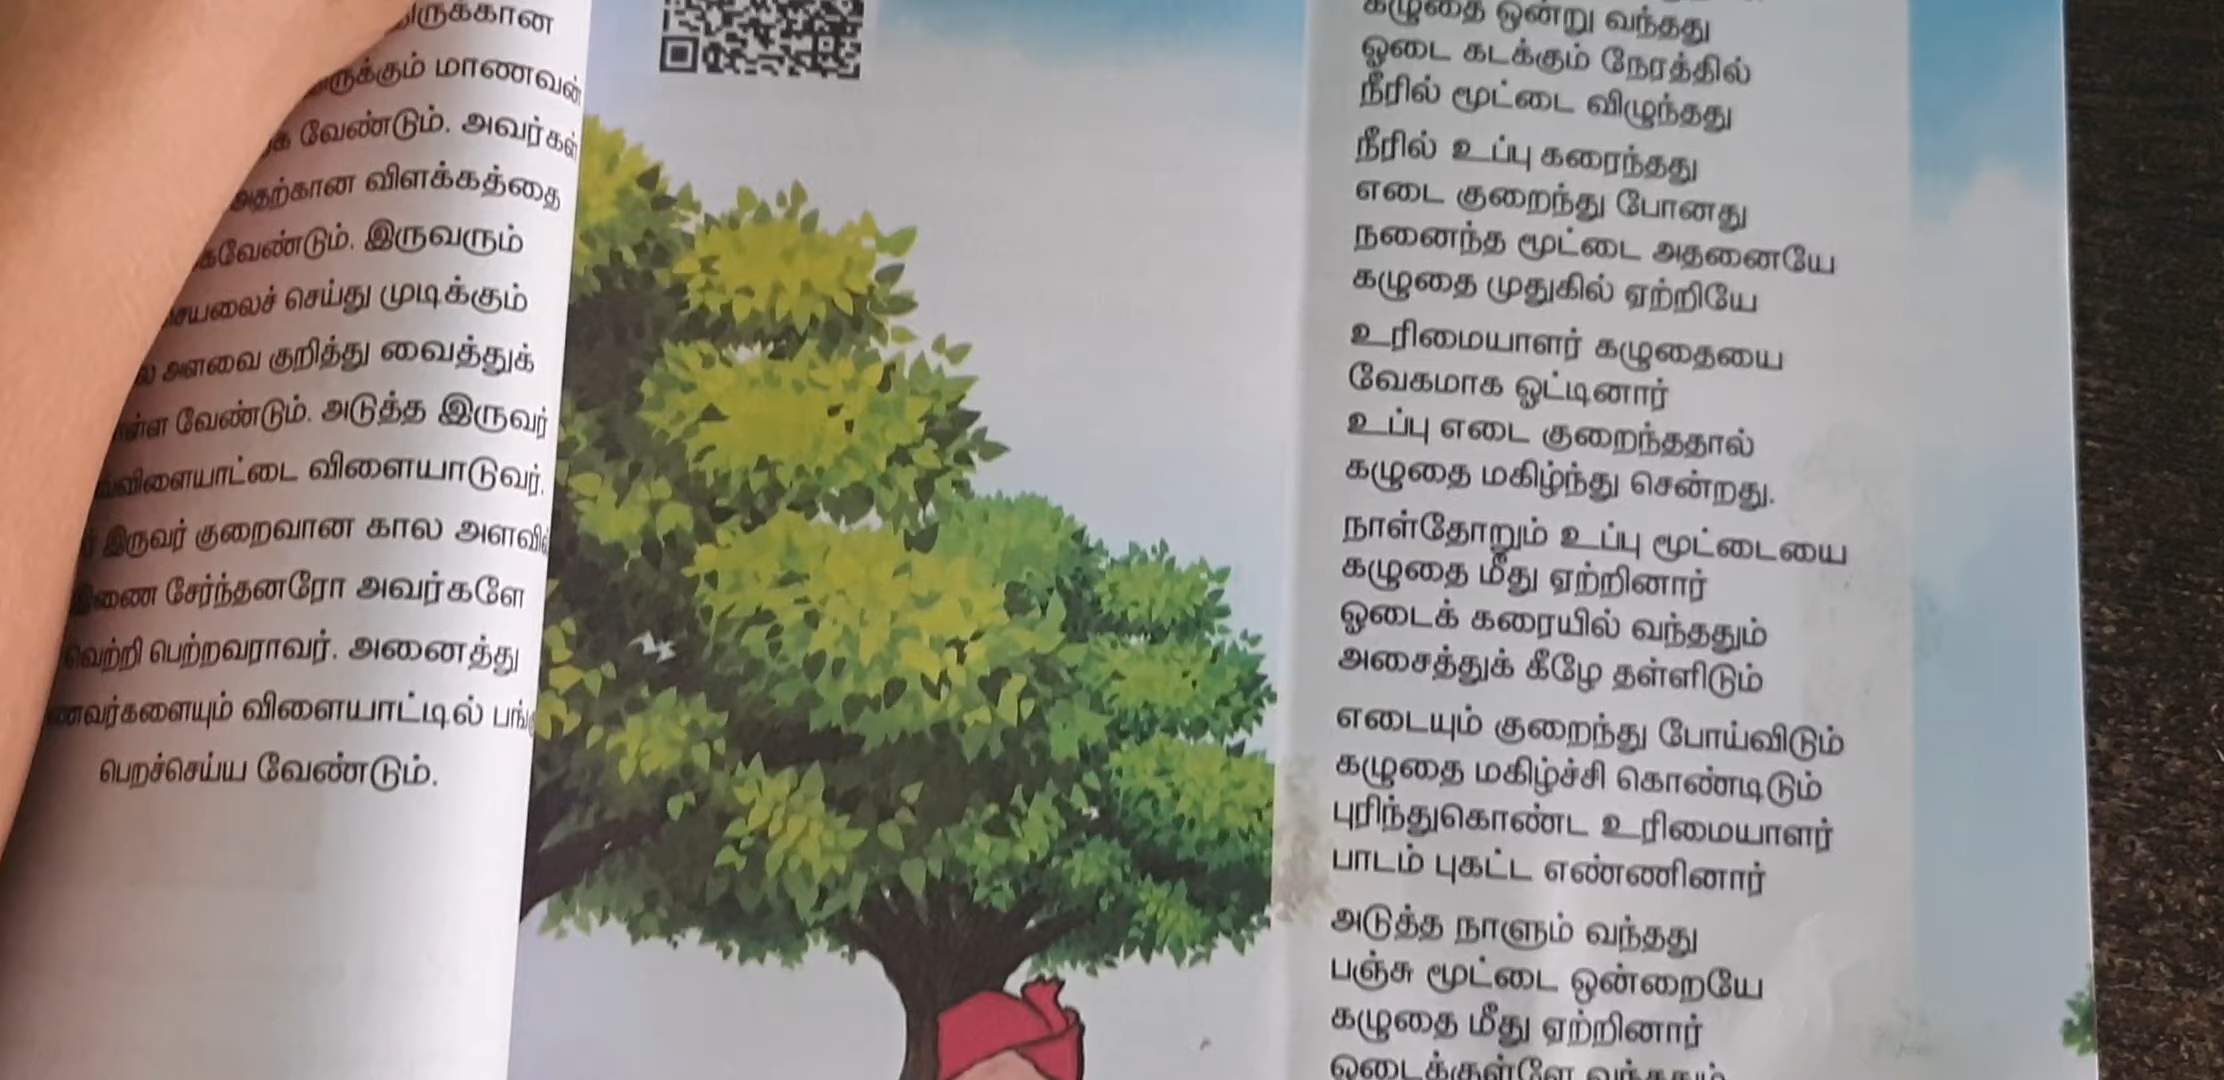 மாணவன்
வேண்டும். அவர்கள்
அதற்கான விளக்கத்தை
இருவரும்
செய்து முடிக்கும்
அளவை குறித்து வைத்துக்
வேண்டும். அடுத்த இருவர்
விளையாடுவர்.
இருவர் குறைவான கால
இணை சேர்ந்தனரோ அவர்களே
வெற்றி பெற்றவராவர். அனைத்து
விளையாட்டில்
பெறச்செய்ய வேண்டும்.
கழுதை ஒன்று வந்தது
ஓடை கடக்கும் நேரத்தில்
நீரில் மூட்டை விழுந்தது
நீரில் உப்பு கரைந்தது
எடை குறைந்து போனது
நனைந்த மூட்டை அதனையே
கழுதை முதுகில் ஏற்றியே
உரிமையாளர் கழுதையை
வேகமாக ஓட்டினார்
உப்பு எடை குறைந்ததால்
கழுதை மகிழ்ந்து சென்றது.
நாள்தோறும் உப்பு மூட்டையை
கழுதை மீது ஏற்றினார்
ஓடைக் கரையில் வந்ததும்
அசைத்துக் கீழே தள்ளிடும்
எடையும் குறைந்து போய்விடும்
கழுதை மகிழ்ச்சி கொண்டிடும்
புரிந்துகொண்ட உரிமையாளர்
பாடம் புகட்ட எண்ணினார்
அடுத்த நாளும் வந்தது
பஞ்சு மூட்டை ஒன்றையே
கழுதை மீது ஏற்றினார்
ஓடைக்குள்ளே வந்ததும்